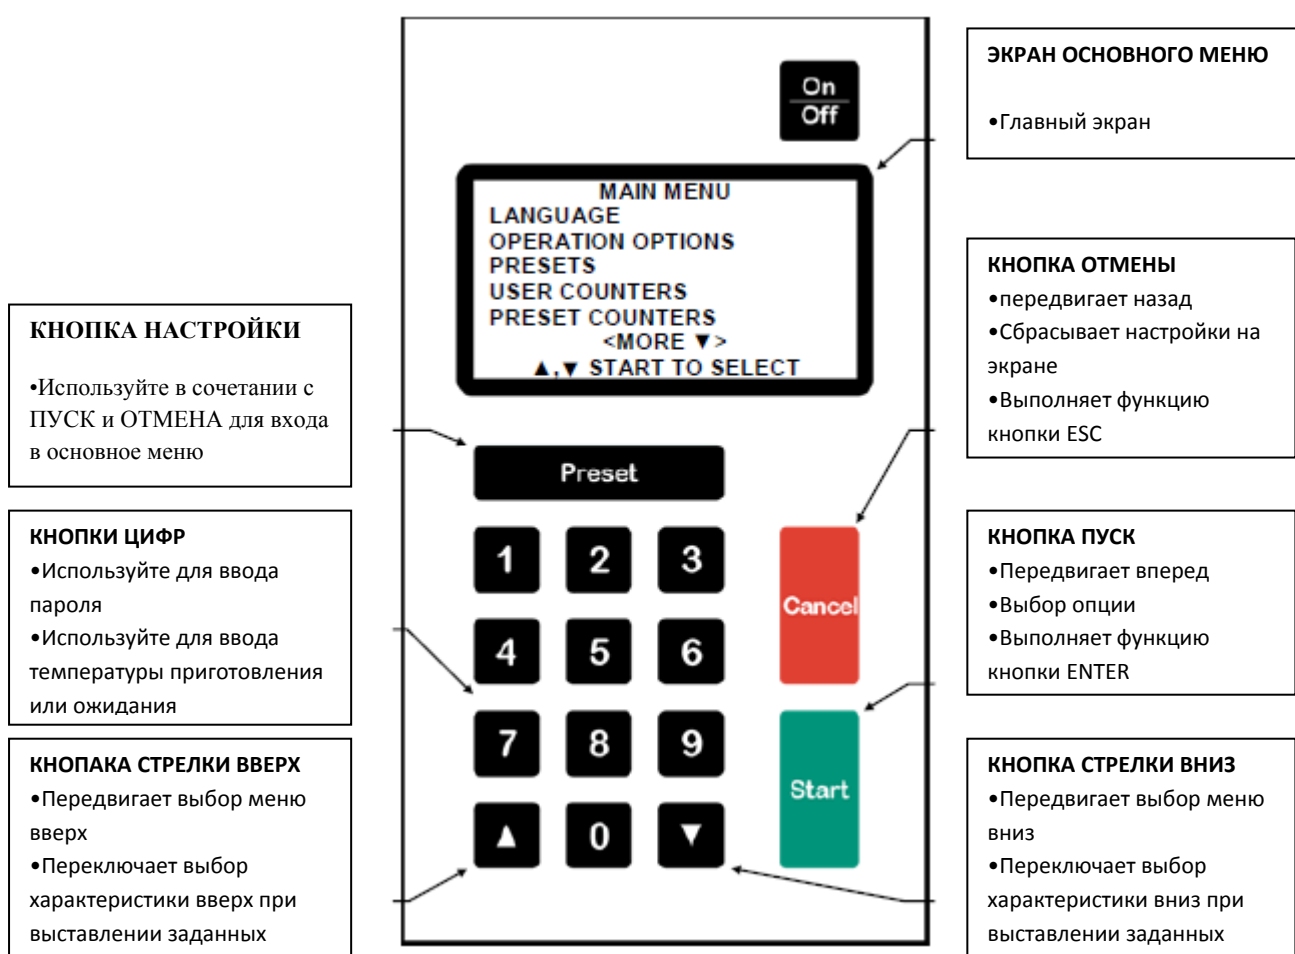 КНОПКА НАСТРОЙКИ
•Используйте в сочетании с
ПУСК и ОТМЕНА для входа
в основное меню
КНОПКИ ЦИФР
•Используйте для ввода
пароля
•Используйте для ввода
температуры приготовления
или ожидания
КНОПАКА СТРЕЛКИ ВВЕРХ
•Передвигает выбор меню
вверх
•Переключает выбор
характеристики вверх при
выставлении заданных
On
Off
MAIN MENU
LANGUAGE
OPERATION OPTIONS
PRESETS
USER COUNTERS
PRESET COUNTERS
<MORE ▼>
▲,▼ START TO SELECT
Preset
1 2 3
4 5 6
7 8 9
▲ 0 ▼
Cancel
Start
ЭКРАН ОСНОВНОГО МЕНЮ
•Главный экран
КНОПКА ОТМЕНЫ
•передвигает назад
•Сбрасывает настройки на
экране
•Выполняет функцию
кнопки ESC
КНОПКА ПУСК
•Передвигает вперед
•Выбор опции
•Выполняет функцию
кнопки ENTER
КНОПКА СТРЕЛКИ ВНИЗ
•Передвигает выбор меню
вниз
•Переключает выбор
характеристики вниз при
выставлении заданных